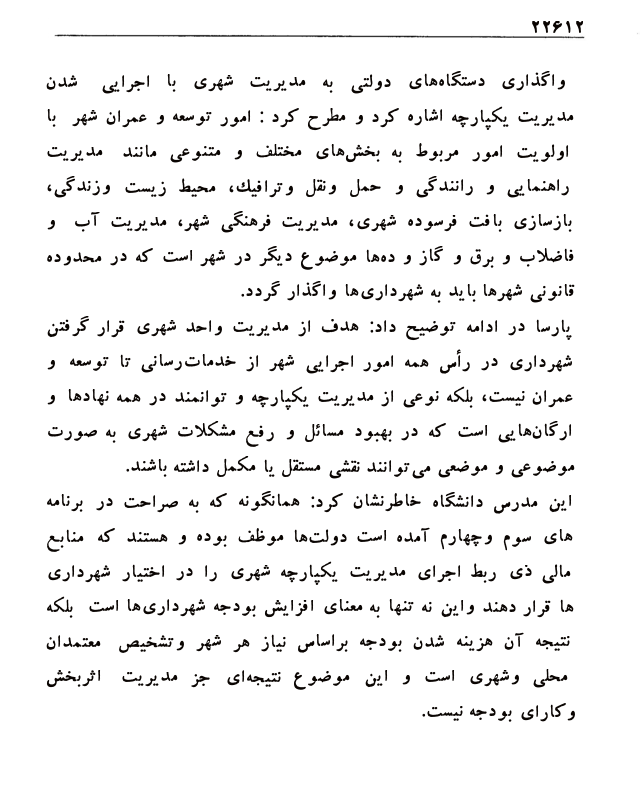 ۲۲۶۱۲
واگذاری دستگاه‌های دولتی به مدیریت شهری با اجرایی شدن
مدیریت یکپارچه اشاره کرد و مطرح کرد : امور توسعه و عمران شهر با
اولویت امور مربوط به بخش‌های مختلف و متنوعی مانند مدیریت
راهنمایی و رانندگی و حمل ونقل وترافیك، محیط زیست وزندگی،
بازسازی بافت فرسوده شهری، مدیریت فرهنگی شهر، مدیریت آب و
فاضلاب و برق و گاز و ده‌ها موضوع دیگر در شهر است که در محدوده
قانونی شهرها باید به شهرداری‌ها واگذار گردد.
پارسا در ادامه توضیح داد: هدف از مدیریت واحد شهری قرار گرفتن
شهرداری در رأس همه امور اجرایی شهر از خدمات‌رسانی تا توسعه و
عمران نیست، بلکه نوعی از مدیریت یکپارچه و توانمند در همه نهادها و
ارگان‌هایی است که در بهبود مسائل و رفع مشکلات شهری به صورت
موضوعی و موضعی می‌توانند نقشی مستقل یا مکمل داشته باشند.
این مدرس دانشگاه خاطرنشان کرد: همانگونه که به صراحت در برنامه
های سوم وچهارم آمده است دولت‌ها موظف بوده و هستند که منابع
مالی ذی ربط اجرای مدیریت یکپارچه شهری را در اختیار شهرداری
ها قرار دهند واین نه تنها به معنای افزایش بودجه شهرداری‌ها است بلکه
نتیجه آن هزینه شدن بودجه براساس نیاز هر شهر وتشخیص معتمدان
محلی وشهری است و این موضوع نتیجه‌ای جز مدیریت اثربخش
وکارای بودجه نیست.